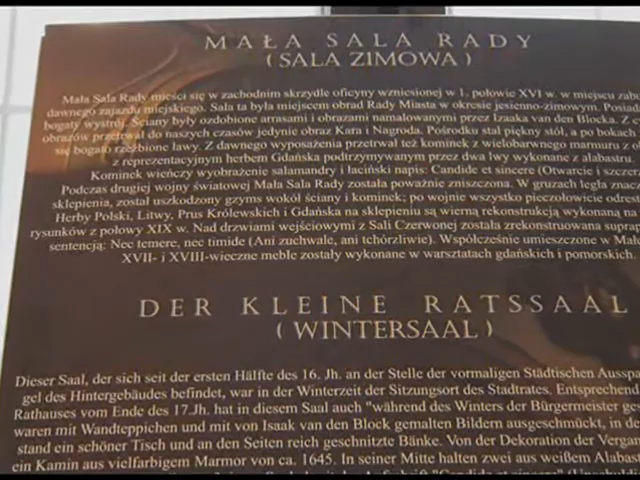 MAŁA SALA RADY
(SALA ZIMOWA)
Mała Sala Rady mieści się w zachodnim skrzydle oficyny wzniesionej w 1. połowie XVI w. w miejscu
dawnego zajazdu miejskiego. Sala ta była miejscem obrad Rady Miasta w okresie jesienno-zimowym.
bogaty wystrój. Ściany były ozdobione arrasami i obrazami namalowanymi przez Izaaka van den Blocka. Z
obrazów przetrwał do naszych czasów jedynie obraz Kara i Nagroda. Pośrodku stał piękny stół, a po bokach
się bogato rzeźbione ławy. Z dawnego wyposażenia przetrwał też kominek z wielobarwnego marmuru z
z reprezentacyjnym herbem Gdańska podtrzymywanym przez dwa lwy wykonane z alabastru.
Kominek wieńczy wyobrażenie salamandry i łaciński napis: Candide et sincere (Otwarcie i
Podczas drugiej wojny światowej Mała Sala Rady została poważnie zniszczona. W gruzach legła
sklepienia, został uszkodzony gzyms wokół ściany i kominek; po wojnie wszystko pieczołowicie
Herby Polski, Litwy, Prus Królewskich i Gdańska na sklepieniu są wierną rekonstrukcją wykonaną
rysunków z połowy XIX w. Nad drzwiami wejściowymi z Sali Czerwonej została zrekonstruowana
sentencją: Nec temere, nec timide (Ani zuchwale, ani tchórzliwie). Współcześnie umieszczone w
XVII- i XVIII-wieczne meble zostały wykonane w warsztatach gdańskich i pomorskich.
DER KLEINE RATSSAAL
(WINTERSAAL)
Dieser Saal, der sich seit der ersten Hälfte des 16. Jh. an der Stelle der vormaligen Städtischen
gel des Hintergebäudes befindet, war in der Winterzeit der Sitzungsort des Stadtrates.
Rathauses vom Ende des 17.Jh. hat in diesem Saal auch "während des Winters der Bürgermeister
waren mit Wandteppichen und mit von Isaak van den Block gemalten Bildern ausgeschmückt, in
stand ein schöner Tisch und an den Seiten reich geschnitzte Bänke. Von der Dekoration der
ein Kamin aus vielfarbigem Marmor von ca. 1645. In seiner Mitte halten zwei aus weißem